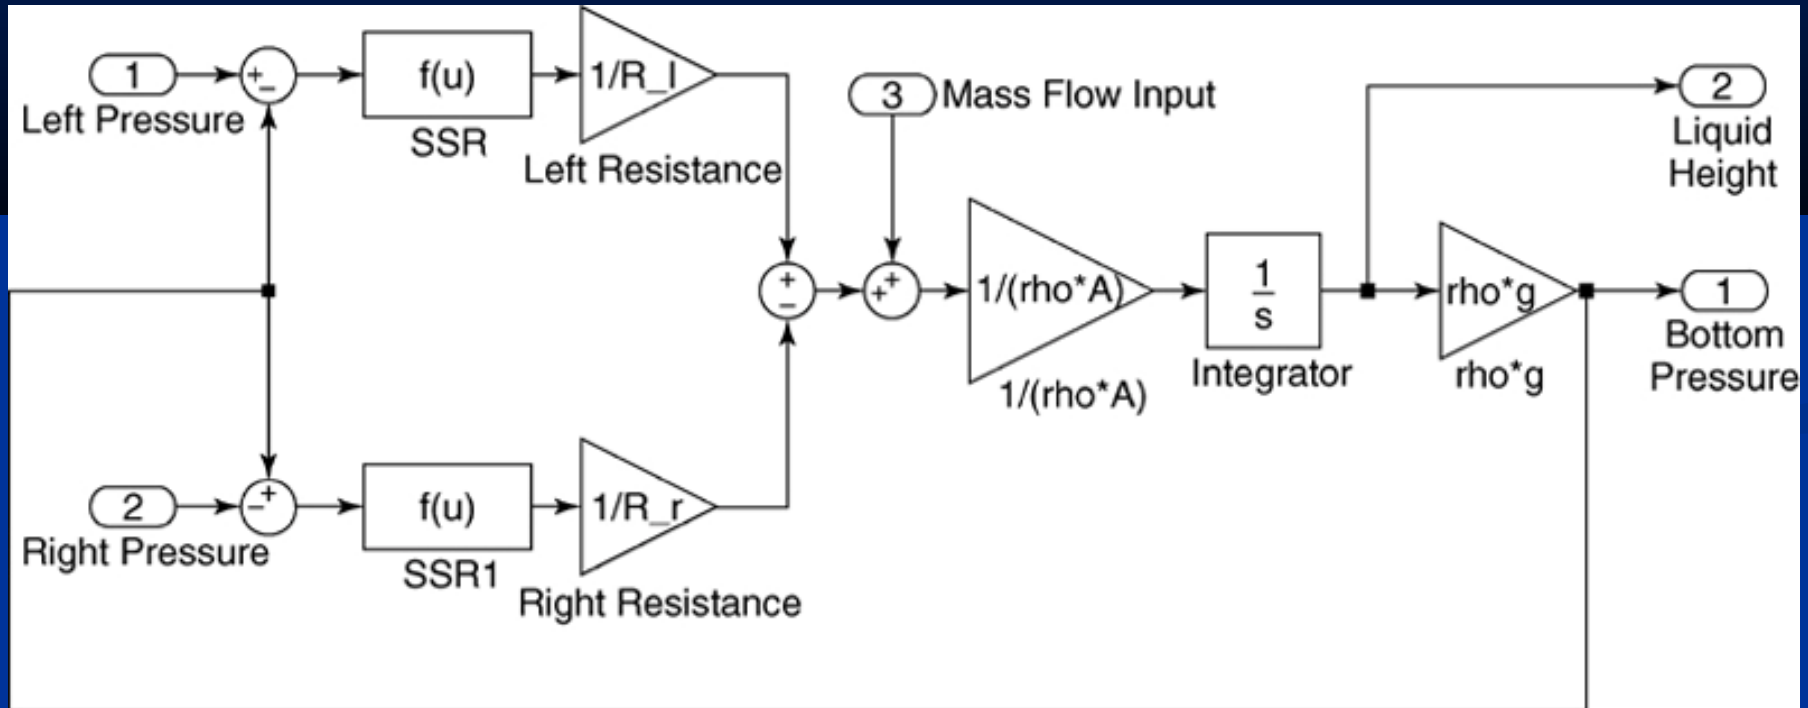 1
+
−
Left Pressure
f(u)
SSR
1/R_l
Left Resistance
3
Mass Flow Input
2
Liquid
Height
+
−
+
+
1/(rho*A)
1/(rho*A)
1
s
Integrator
rho*g
rho*g
1
Bottom
Pressure
2
+
−
Right Pressure
f(u)
SSR1
1/R_r
Right Resistance